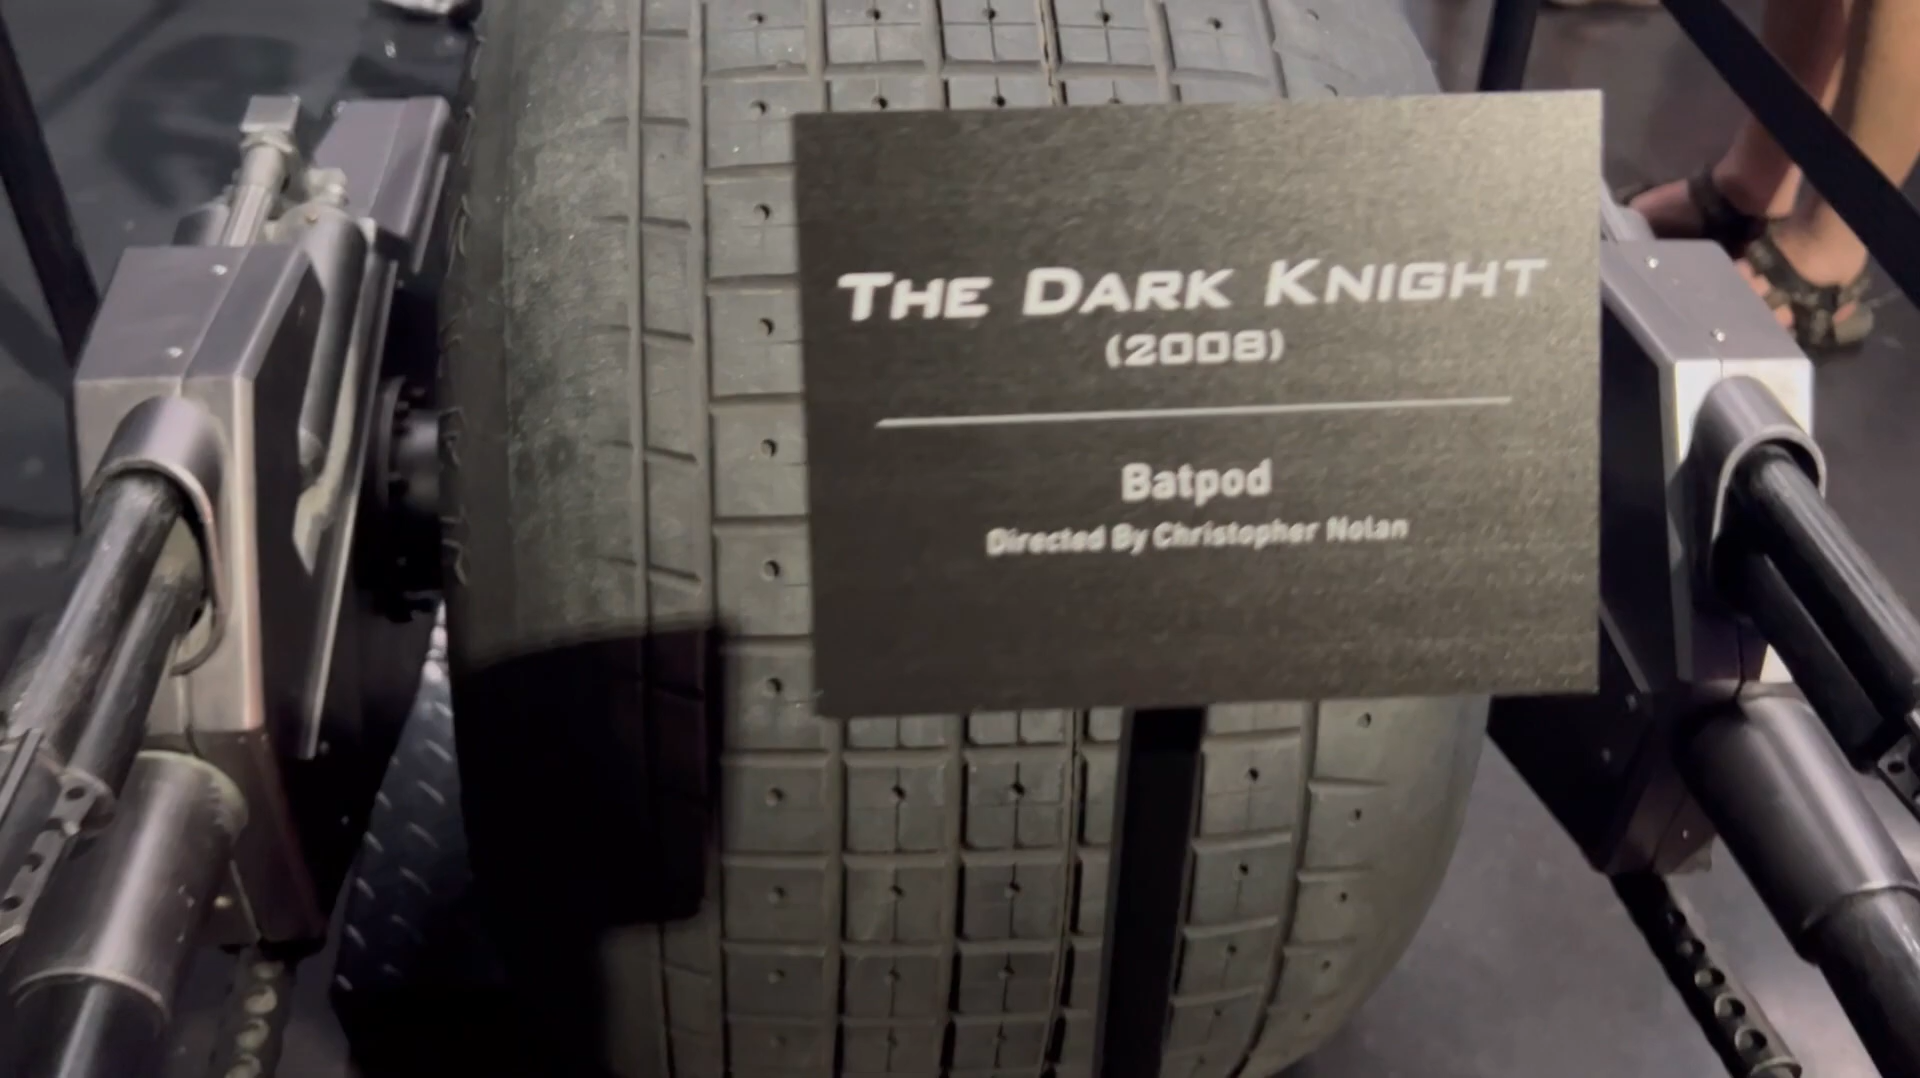 The Dark Knight
(2008)
Batpod
Directed By Christopher Nolan